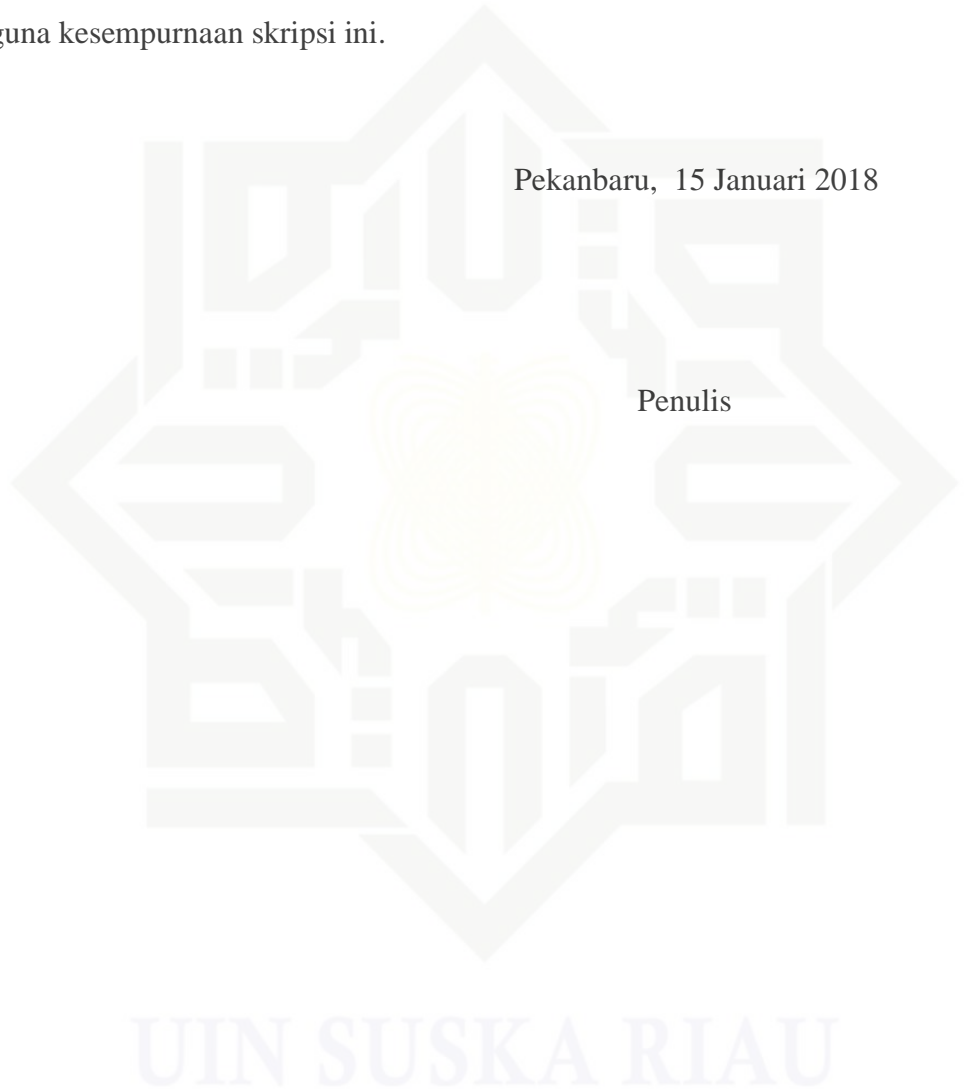 guna kesempurnaan skripsi ini.
Pekanbaru, 15 Januari 2018
Penulis
UIN SUSKA RIAU